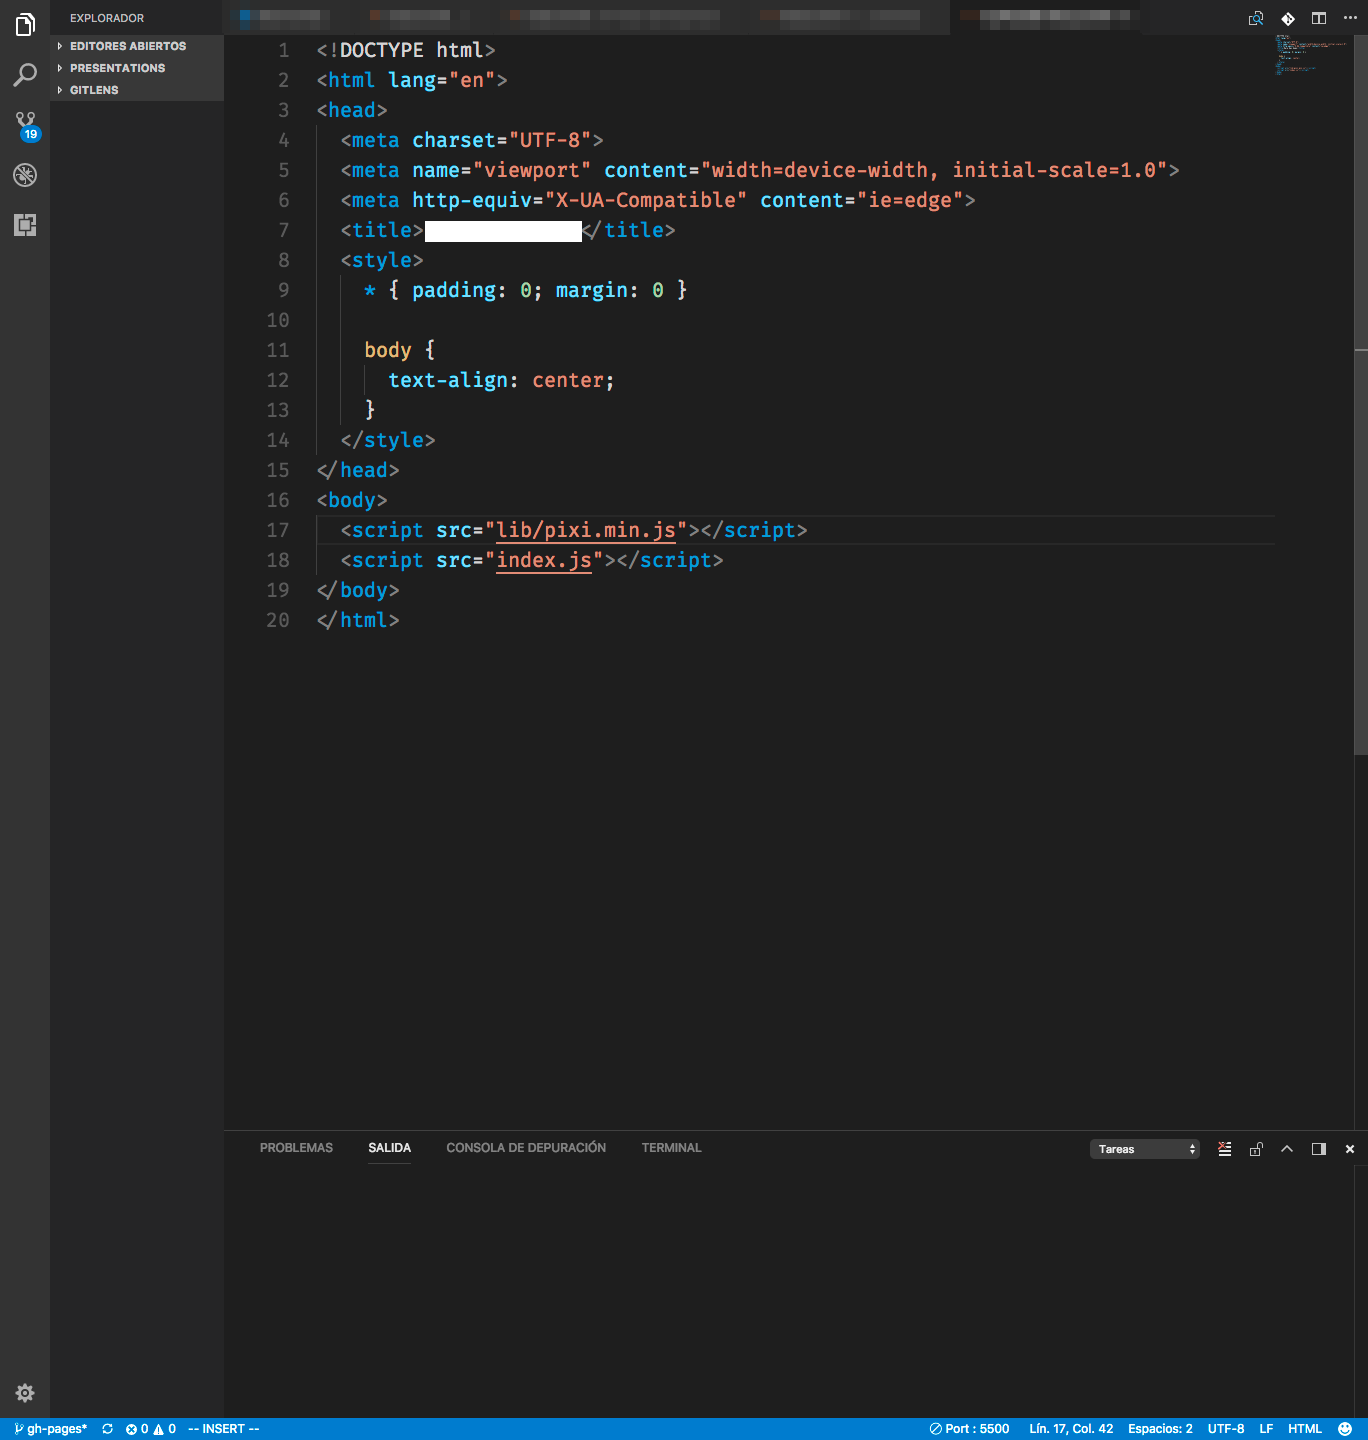 EXPLORADOR
EDITORES ABIERTOS
PRESENTATIONS
GITLENS
19
1 <!DOCTYPE html>
2 <html lang="en">
3 <head>
4 <meta charset="UTF-8">
5 <meta name="viewport" content="width=device-width, initial-scale=1.0">
6 <meta http-equiv="X-UA-Compatible" content="ie=edge">
7 <title></title>
8 <style>
9 * { padding: 0; margin: 0 }
10
11 body {
12 text-align: center;
13 }
14 </style>
15 </head>
16 <body>
17 <script src="lib/pixi.min.js"></script>
18 <script src="index.js"></script>
19 </body>
20 </html>
PROBLEMAS SALIDA CONSOLA DE DEPURACIÓN TERMINAL Tareas
gh-pages* 0 0 -- INSERT -- Port : 5500 Lín. 17, Col. 42 Espacios: 2 UTF-8 LF HTML